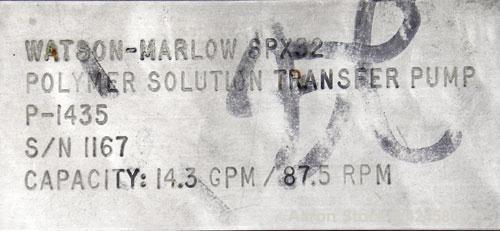 WATSON-MARLOW SPX32
POLYMER SOLUTION TRANSFER PUMP
P-1435
S/N 1167
CAPACITY: 14.3 GPM / 87.5 RPM